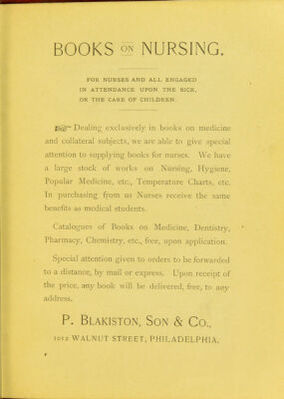 BOOKS ON NURSING.
FOR NURSES AND ALL ENGAGED
IN ATTENDANCE UPON THE SICK,
OR THE CARE OF CHILDREN.
☞ Dealing exclusively in books on medicine
and collateral subjects, we are able to give special
attention to supplying books for nurses. We have
a large stock of works on Nursing, Hygiene,
Popular Medicine, etc., Temperature Charts, etc.
In purchasing from us Nurses receive the same
benefits as medical students.
Catalogues of Books on Medicine, Dentistry,
Pharmacy, Chemistry, etc., free, upon application.
Special attention given to orders to be forwarded
to a distance, by mail or express. Upon receipt of
the price, any book will be delivered, free, to any
address.
P. BLAKISTON, SON & CO.,
1012 WALNUT STREET, PHILADELPHIA.